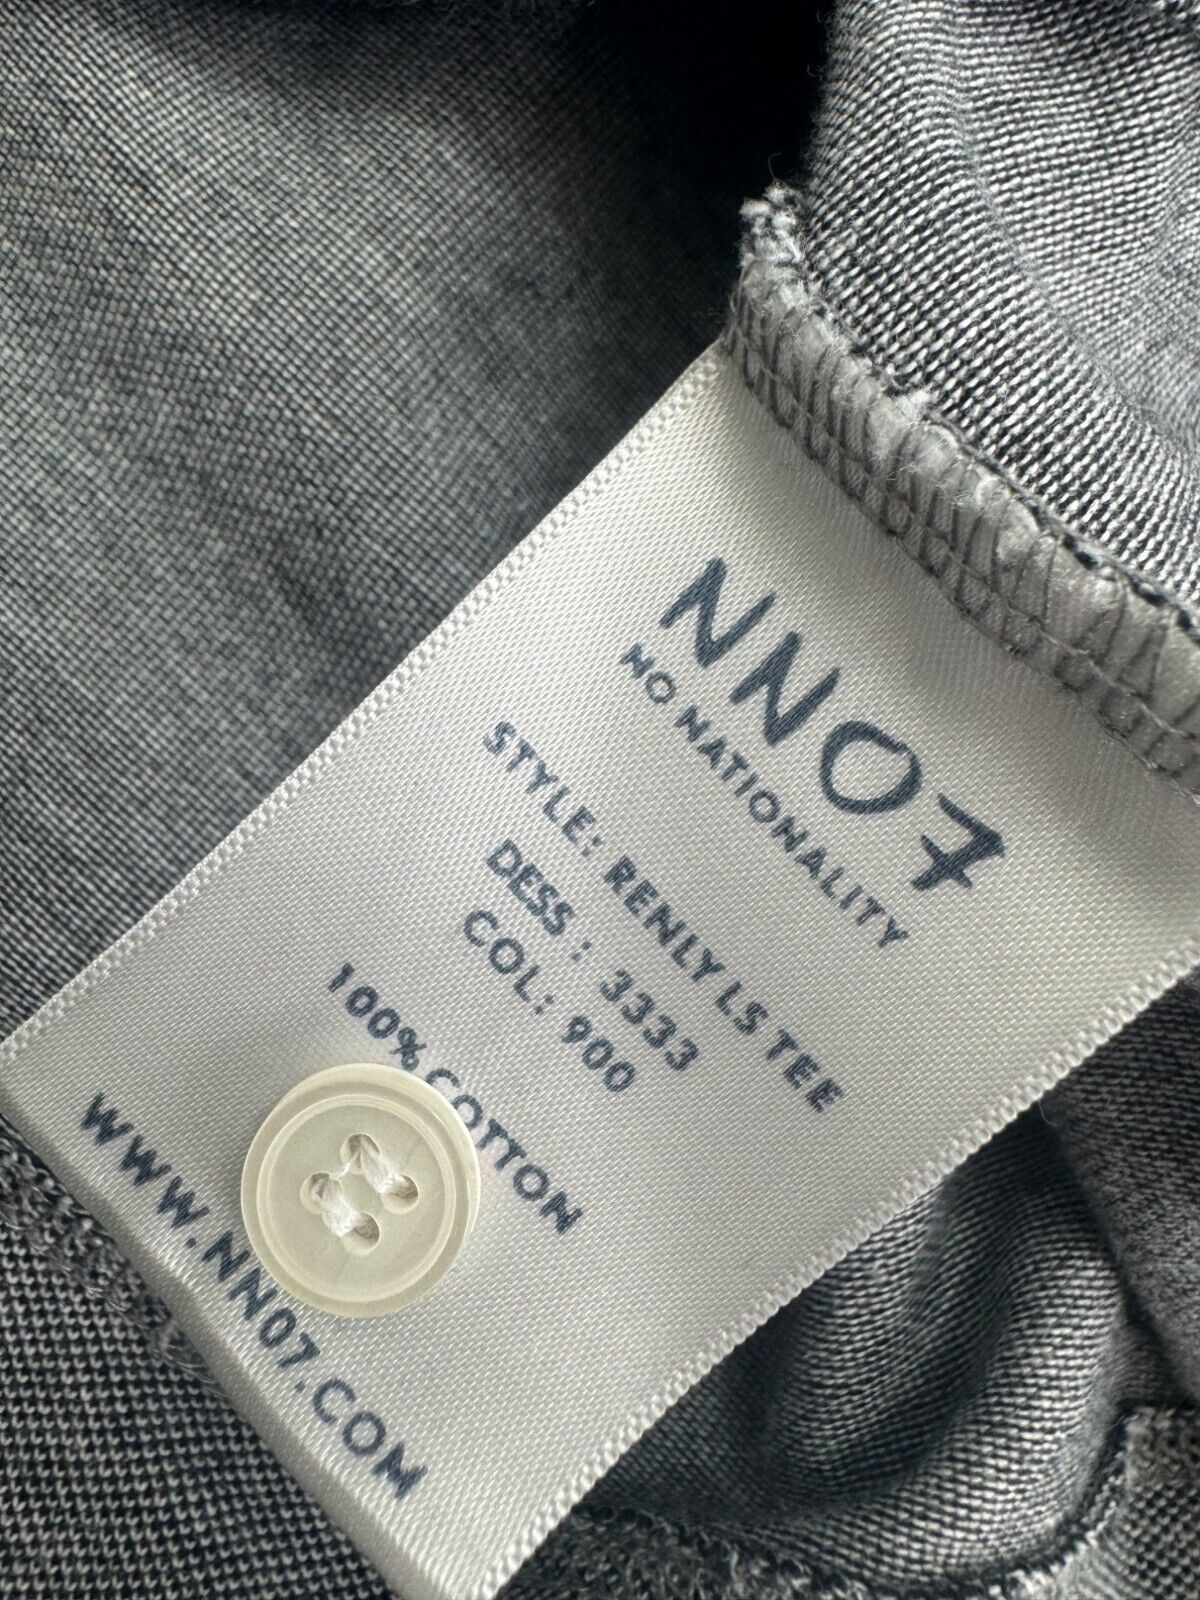 NN07
NO NATIONALITY
STYLE: RENLY LS TEE
DESS : 3333
COL: 900
100% COTTON
WWW.NN07.COM